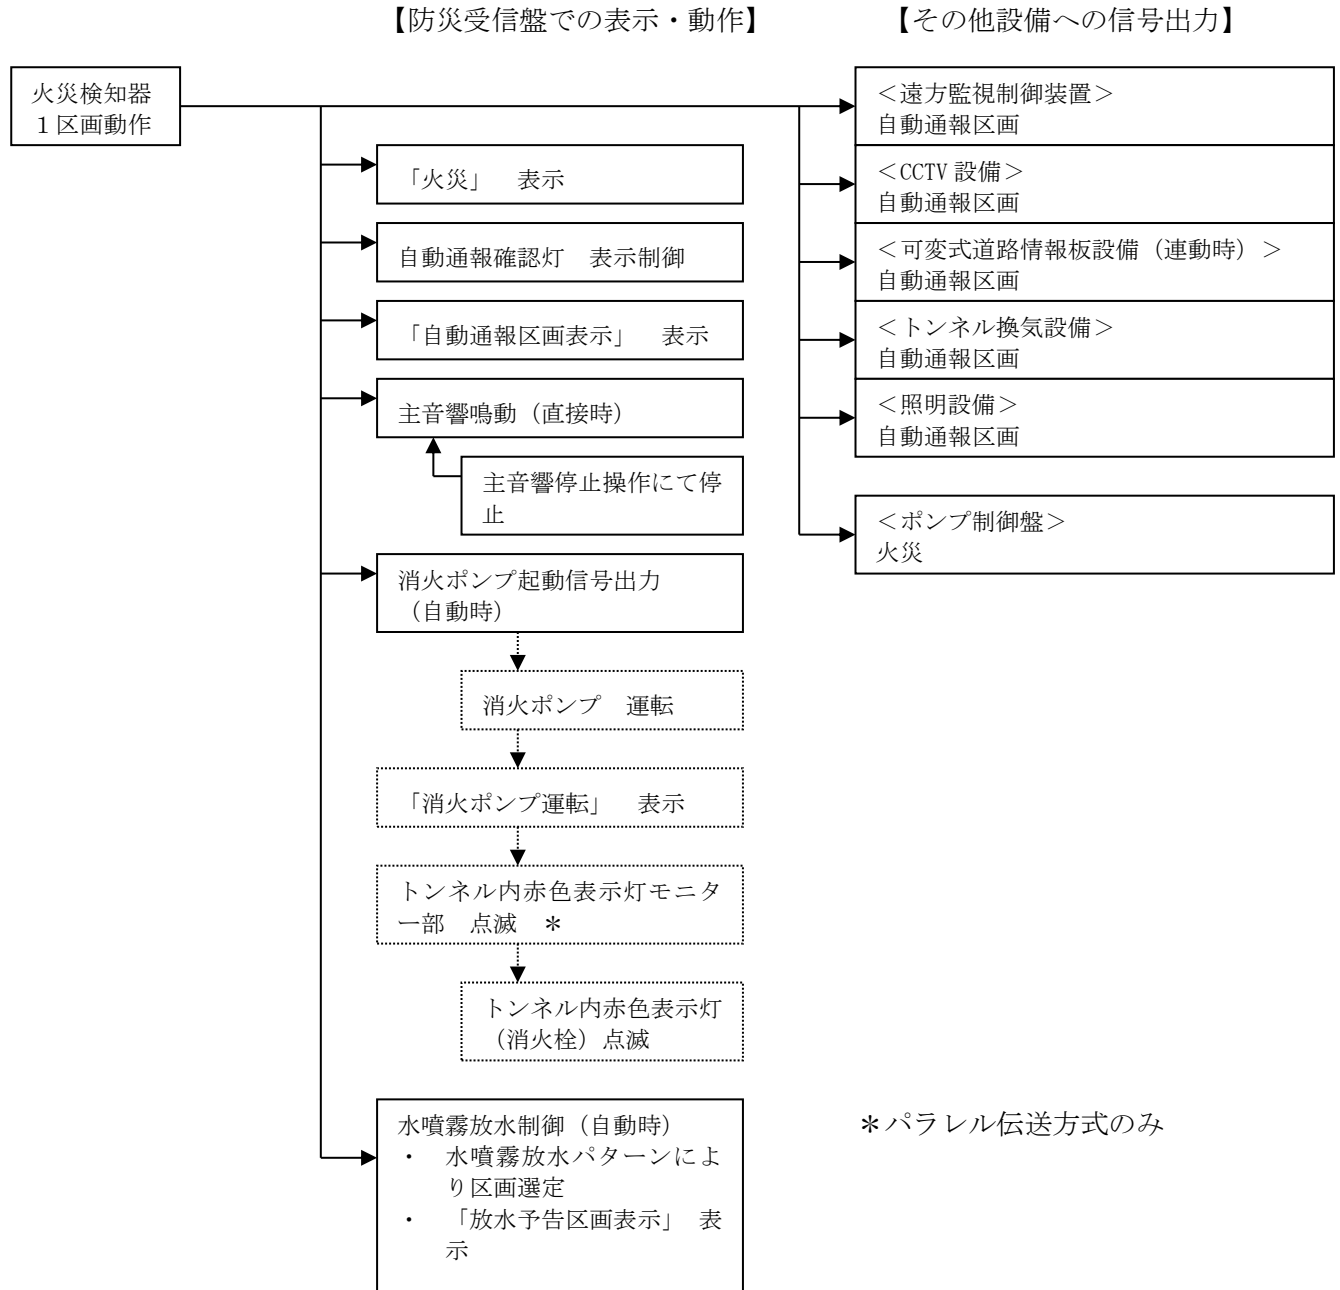 【防災受信盤での表示・動作】
【その他設備への信号出力】
火災検知器
１区画動作
「火災」　表示
自動通報確認灯　表示制御
「自動通報区画表示」　表示
主音響鳴動（直接時）
主音響停止操作にて停
止
消火ポンプ起動信号出力
（自動時）
消火ポンプ　運転
「消火ポンプ運転」　表示
トンネル内赤色表示灯モニタ
ー部　点滅　＊
トンネル内赤色表示灯
（消火栓）点滅
水噴霧放水制御（自動時）
・　水噴霧放水パターンによ
り区画選定
・　「放水予告区画表示」　表
示
＜遠方監視制御装置＞
自動通報区画
＜CCTV 設備＞
自動通報区画
＜可変式道路情報板設備（連動時）＞
自動通報区画
＜トンネル換気設備＞
自動通報区画
＜照明設備＞
自動通報区画
＜ポンプ制御盤＞
火災
＊パラレル伝送方式のみ